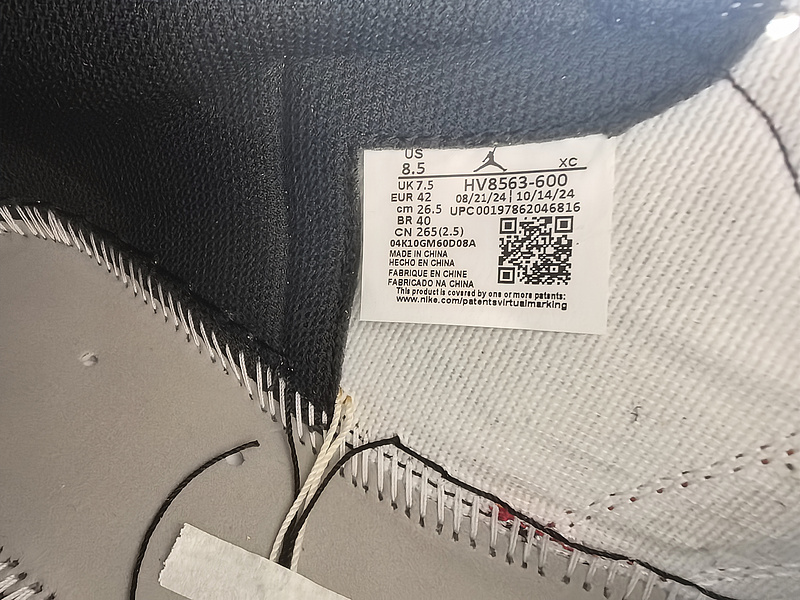 US
8.5 XC
UK 7.5 HV8563-600
EUR 42 08/21/24 | 10/14/24
cm 26.5 UPC00197862046816
BR 40
CN 265(2.5)
04K10GM60D08A
MADE IN CHINA
HECHO EN CHINA
FABRIQUE EN CHINE
FABRICADO NA CHINA
This product is covered by one or more patents:
www.nike.com/patentsvirtualmarking